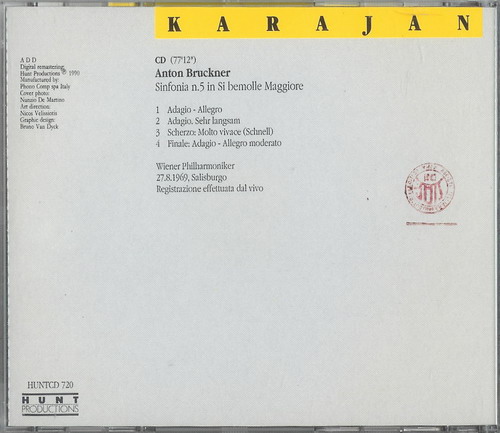 KARAJAN
A D D
Digital remastering:
Hunt Productions ℗ 1990
Manufactured by:
Phono Comp spa Italy
Cover photo:
Nunzio De Martino
Art direction:
Nicos Velissiotis
Graphic design:
Bruno Van Dyck
CD (77'12")
Anton Bruckner
Sinfonia n.5 in Si bemolle Maggiore
1 Adagio - Allegro
2 Adagio. Sehr langsam
3 Scherzo: Molto vivace (Schnell)
4 Finale: Adagio - Allegro moderato
Wiener Philharmoniker
27.8.1969, Salisburgo
Registrazione effettuata dal vivo
HUNTCD 720
HUNT
PRODUCTIONS